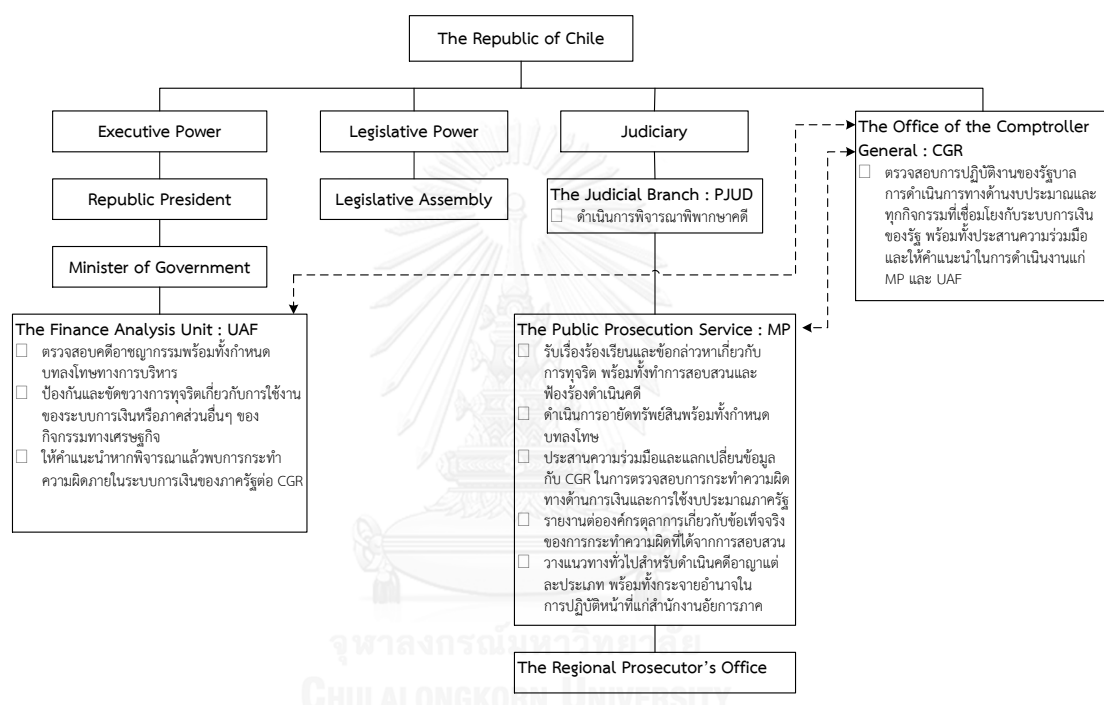 The Republic of Chile
Executive Power
Legislative Power
Judiciary
The Office of the Comptroller
General : CGR
ตรวจสอบการปฏิบัติงานของรัฐบาล
การดำเนินการทางด้านงบประมาณและ
ทุกกิจกรรมที่เชื่อมโยงกับระบบการเงิน
ของรัฐ พร้อมทั้งประสานความร่วมมือ
และให้คำแนะนำในการดำเนินงานแก่
MP และ UAF
Republic President
Legislative Assembly
The Judicial Branch : PJUD
ดำเนินการพิจารณาพิพากษาคดี
Minister of Government
The Finance Analysis Unit : UAF
ตรวจสอบคดีอาชญากรรมพร้อมทั้งกำหนด
บทลงโทษทางการบริหาร
ป้องกันและขัดขวางการทุจริตเกี่ยวกับการใช้งาน
ของระบบการเงินหรือภาคส่วนอื่นๆ ของ
กิจกรรมทางเศรษฐกิจ
ให้คำแนะนำหากพิจารณาแล้วพบการกระทำ
ความผิดภายในระบบการเงินของภาครัฐต่อ CGR
The Public Prosecution Service : MP
รับเรื่องร้องเรียนและข้อกล่าวหาเกี่ยวกับ
การทุจริต พร้อมทั้งทำการสอบสวนและ
ฟ้องร้องดำเนินคดี
ดำเนินการอายัดทรัพย์สินพร้อมทั้งกำหนด
บทลงโทษ
ประสานความร่วมมือและแลกเปลี่ยนข้อมูล
กับ CGR ในการตรวจสอบการกระทำความผิด
ทางด้านการเงินและการใช้งบประมาณภาครัฐ
รายงานต่อองค์กรตุลาการเกี่ยวกับข้อเท็จจริง
ของการกระทำความผิดที่ได้จากการสอบสวน
วางแนวทางทั่วไปสำหรับดำเนินคดีอาญาแต่
ละประเภท พร้อมทั้งกระจายอำนาจใน
การปฏิบัติหน้าที่แก่สำนักงานอัยการภาค
จุฬาลงกรณ์มหาวิทยาลัย
The Regional Prosecutor's Office
CHULALONGKORN UNIVERSITY